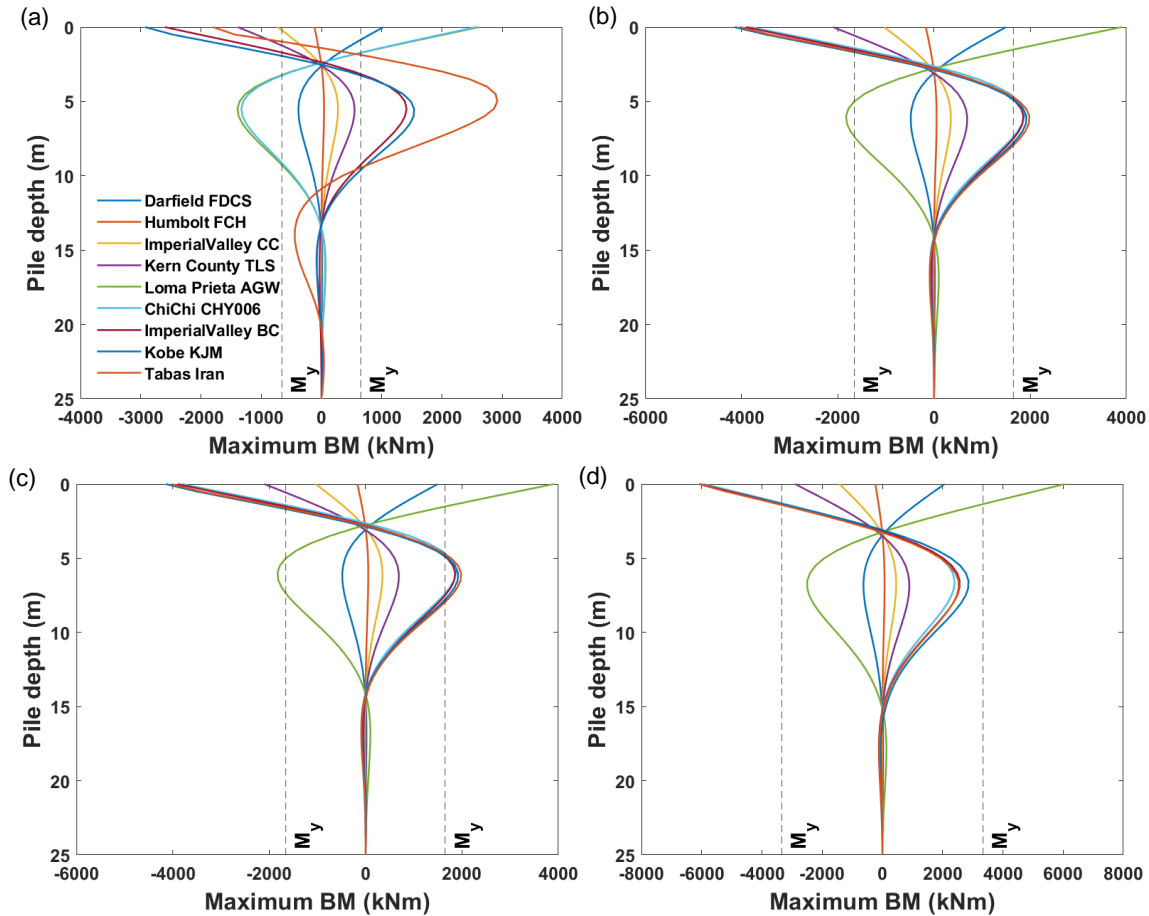 (a)
0
5
10
15
20
25
Pile depth (m)
Darfield FDCS
Humbolt FCH
ImperialValley CC
Kern County TLS
Loma Prieta AGW
ChiChi CHY006
ImperialValley BC
Kobe KJM
Tabas Iran
My
My
-4000 -3000 -2000 -1000 0 1000 2000 3000 4000
Maximum BM (kNm)
(b)
0
5
10
15
20
25
Pile depth (m)
My
My
-6000 -4000 -2000 0 2000 4000
Maximum BM (kNm)
(c)
0
5
10
15
20
25
Pile depth (m)
My
My
-6000 -4000 -2000 0 2000 4000
Maximum BM (kNm)
(d)
0
5
10
15
20
25
Pile depth (m)
My
My
-8000 -6000 -4000 -2000 0 2000 4000 6000 8000
Maximum BM (kNm)